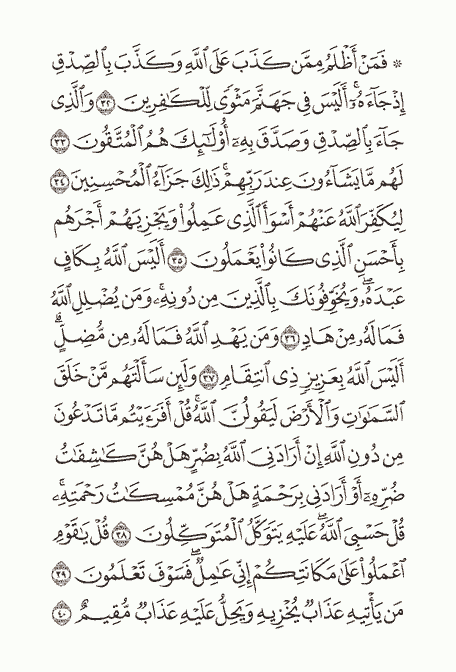 ۞ فَمَنْ أَظْلَمُ مِمَّن كَذَبَ عَلَى ٱللَّهِ وَكَذَّبَ بِٱلصِّدْقِ
إِذْ جَآءَهُۥٓ ۚ أَلَيْسَ فِى جَهَنَّمَ مَثْوًى لِّلْكَـٰفِرِينَ ٣٢ وَٱلَّذِى
جَآءَ بِٱلصِّدْقِ وَصَدَّقَ بِهِۦٓ ۙ أُو۟لَـٰٓئِكَ هُمُ ٱلْمُتَّقُونَ ٣٣
لَهُم مَّا يَشَآءُونَ عِندَ رَبِّهِمْ ۚ ذَٰلِكَ جَزَآءُ ٱلْمُحْسِنِينَ ٣٤
لِيُكَفِّرَ ٱللَّهُ عَنْهُمْ أَسْوَأَ ٱلَّذِى عَمِلُوا۟ وَيَجْزِيَهُمْ أَجْرَهُم
بِأَحْسَنِ ٱلَّذِى كَانُوا۟ يَعْمَلُونَ ٣٥ أَلَيْسَ ٱللَّهُ بِكَافٍ
عَبْدَهُۥ ۖ وَيُخَوِّفُونَكَ بِٱلَّذِينَ مِن دُونِهِۦ ۚ وَمَن يُضْلِلِ ٱللَّهُ
فَمَا لَهُۥ مِنْ هَادٍ ٣٦ وَمَن يَهْدِ ٱللَّهُ فَمَا لَهُۥ مِن مُّضِلٍّ ۗ
أَلَيْسَ ٱللَّهُ بِعَزِيزٍ ذِى ٱنتِقَامٍ ٣٧ وَلَئِن سَأَلْتَهُم مَّنْ خَلَقَ
ٱلسَّمَـٰوَٰتِ وَٱلْأَرْضَ لَيَقُولُنَّ ٱللَّهُ ۚ قُلْ أَفَرَءَيْتُم مَّا تَدْعُونَ
مِن دُونِ ٱللَّهِ إِنْ أَرَادَنِىَ ٱللَّهُ بِضُرٍّ هَلْ هُنَّ كَـٰشِفَـٰتُ
ضُرِّهِۦٓ أَوْ أَرَادَنِى بِرَحْمَةٍ هَلْ هُنَّ مُمْسِكَـٰتُ رَحْمَتِهِۦ ۚ
قُلْ حَسْبِىَ ٱللَّهُ ۖ عَلَيْهِ يَتَوَكَّلُ ٱلْمُتَوَكِّلُونَ ٣٨ قُلْ يَـٰقَوْمِ
ٱعْمَلُوا۟ عَلَىٰ مَكَانَتِكُمْ إِنِّى عَـٰمِلٌ ۖ فَسَوْفَ تَعْلَمُونَ ٣٩
مَن يَأْتِيهِ عَذَابٌ يُخْزِيهِ وَيَحِلُّ عَلَيْهِ عَذَابٌ مُّقِيمٌ ٤٠